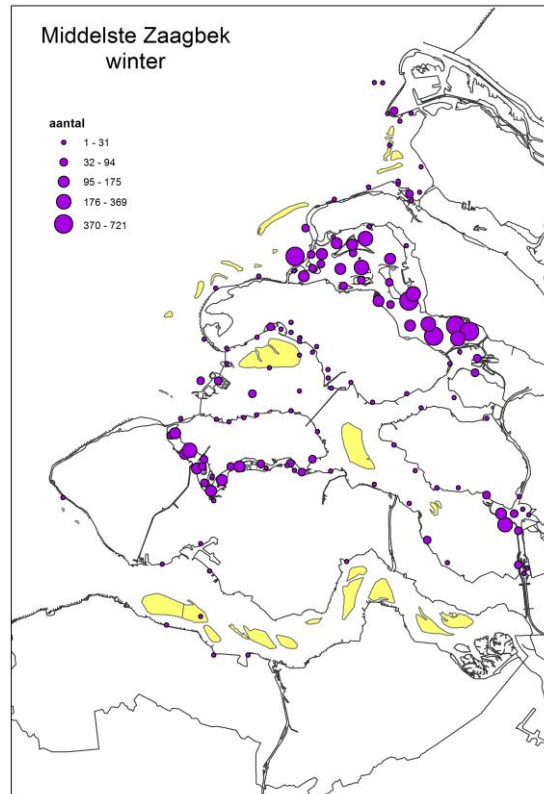 Middelste Zaagbek
winter
aantal
1 - 31
32 - 94
95 - 175
176 - 369
370 - 721